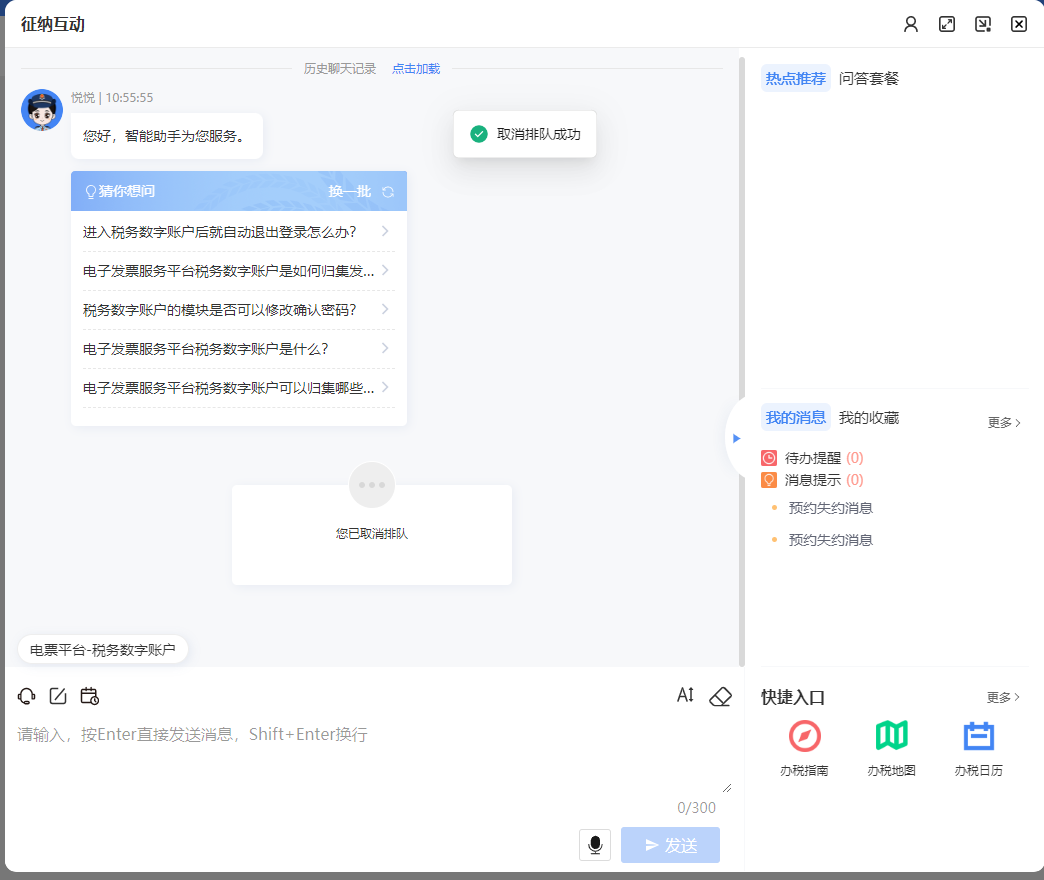 征纳互动
历史聊天记录 点击加载
悦悦 | 10:55:55
您好，智能助手为您服务。
取消排队成功
猜你想问 换一批
进入税务数字账户后就自动退出登录怎么办?
电子发票服务平台税务数字账户是如何归集发...
税务数字账户的模块是否可以修改确认密码?
电子发票服务平台税务数字账户是什么?
电子发票服务平台税务数字账户可以归集哪些...
您已取消排队
电票平台-税务数字账户
请输入，按Enter直接发送消息，Shift+Enter换行
0/300
发送
热点推荐 问答套餐
我的消息 我的收藏 更多
待办提醒 (0)
消息提示 (0)
预约失约消息
预约失约消息
快捷入口 更多
办税指南 办税地图 办税日历